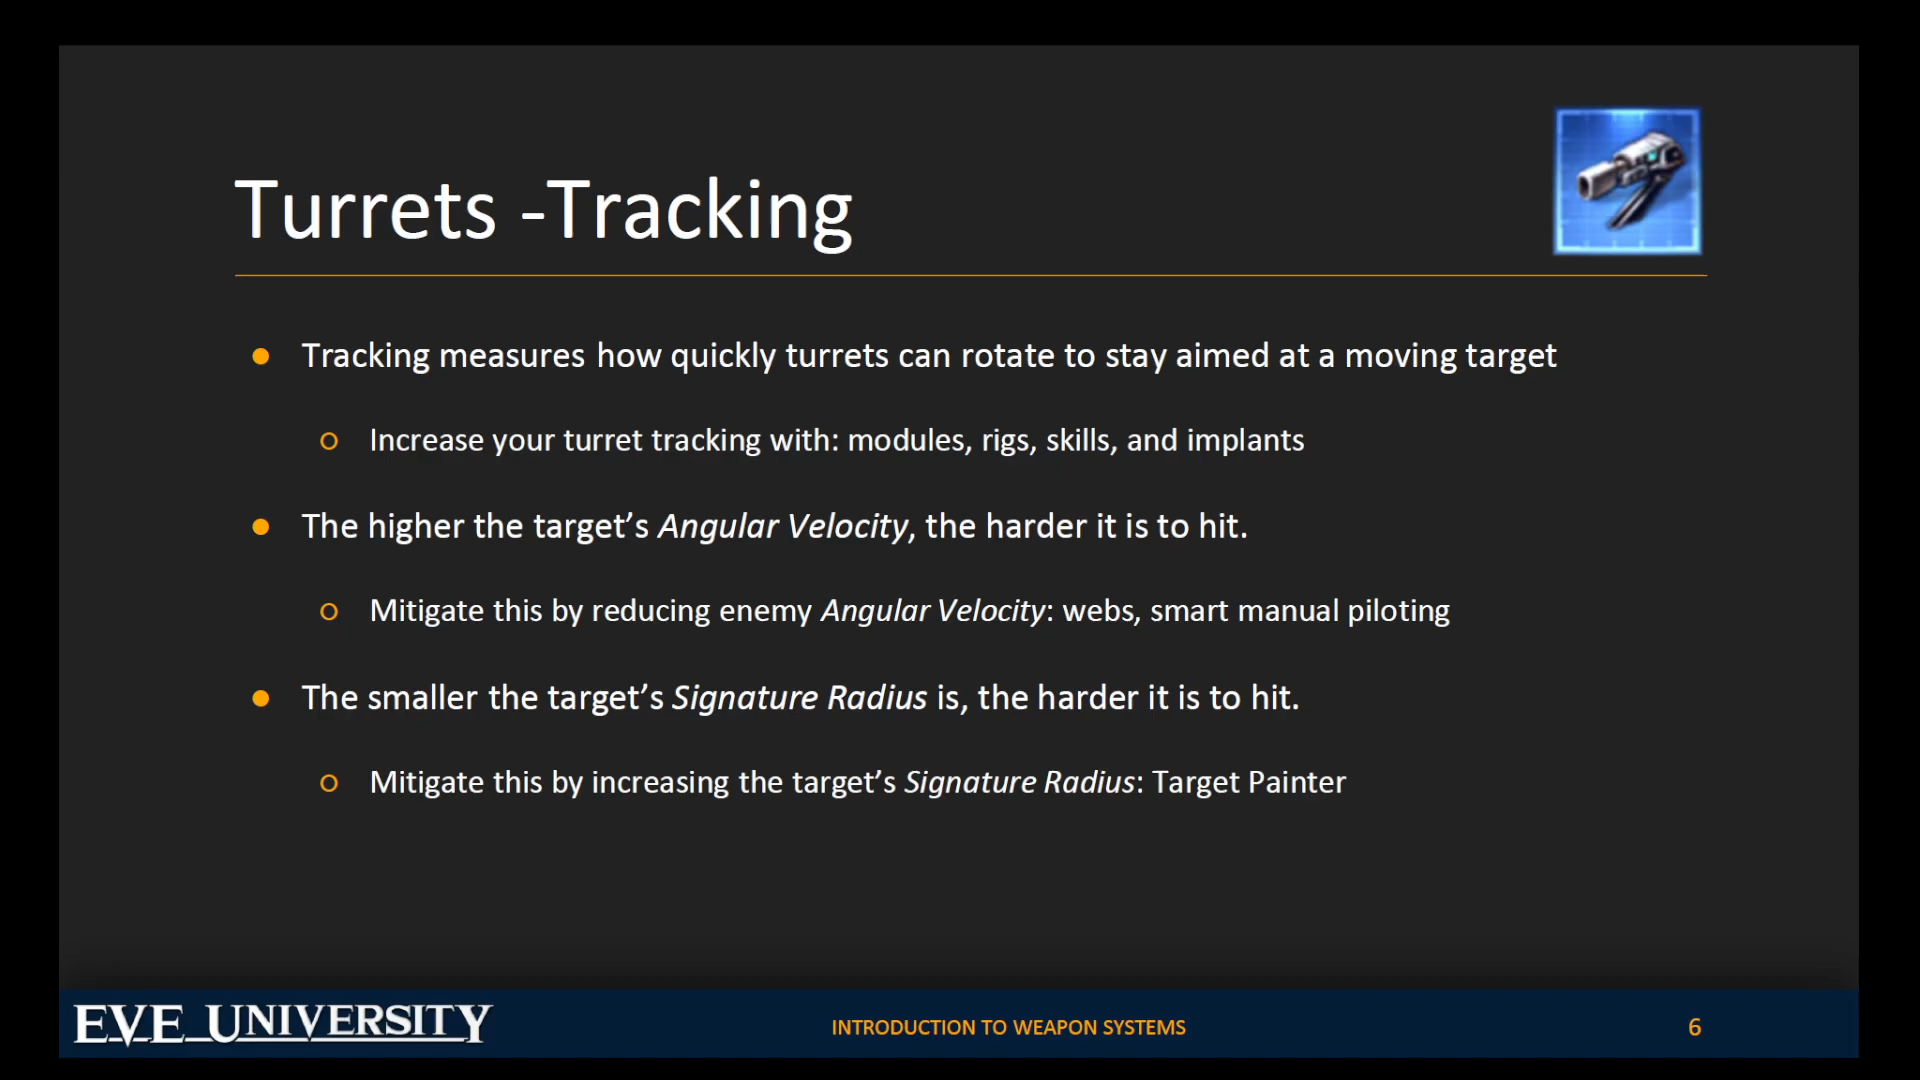 Turrets -Tracking
Tracking measures how quickly turrets can rotate to stay aimed at a moving target
Increase your turret tracking with: modules, rigs, skills, and implants
The higher the target’s Angular Velocity, the harder it is to hit.
Mitigate this by reducing enemy Angular Velocity: webs, smart manual piloting
The smaller the target’s Signature Radius is, the harder it is to hit.
Mitigate this by increasing the target’s Signature Radius: Target Painter
EVE UNIVERSITY
INTRODUCTION TO WEAPON SYSTEMS
6